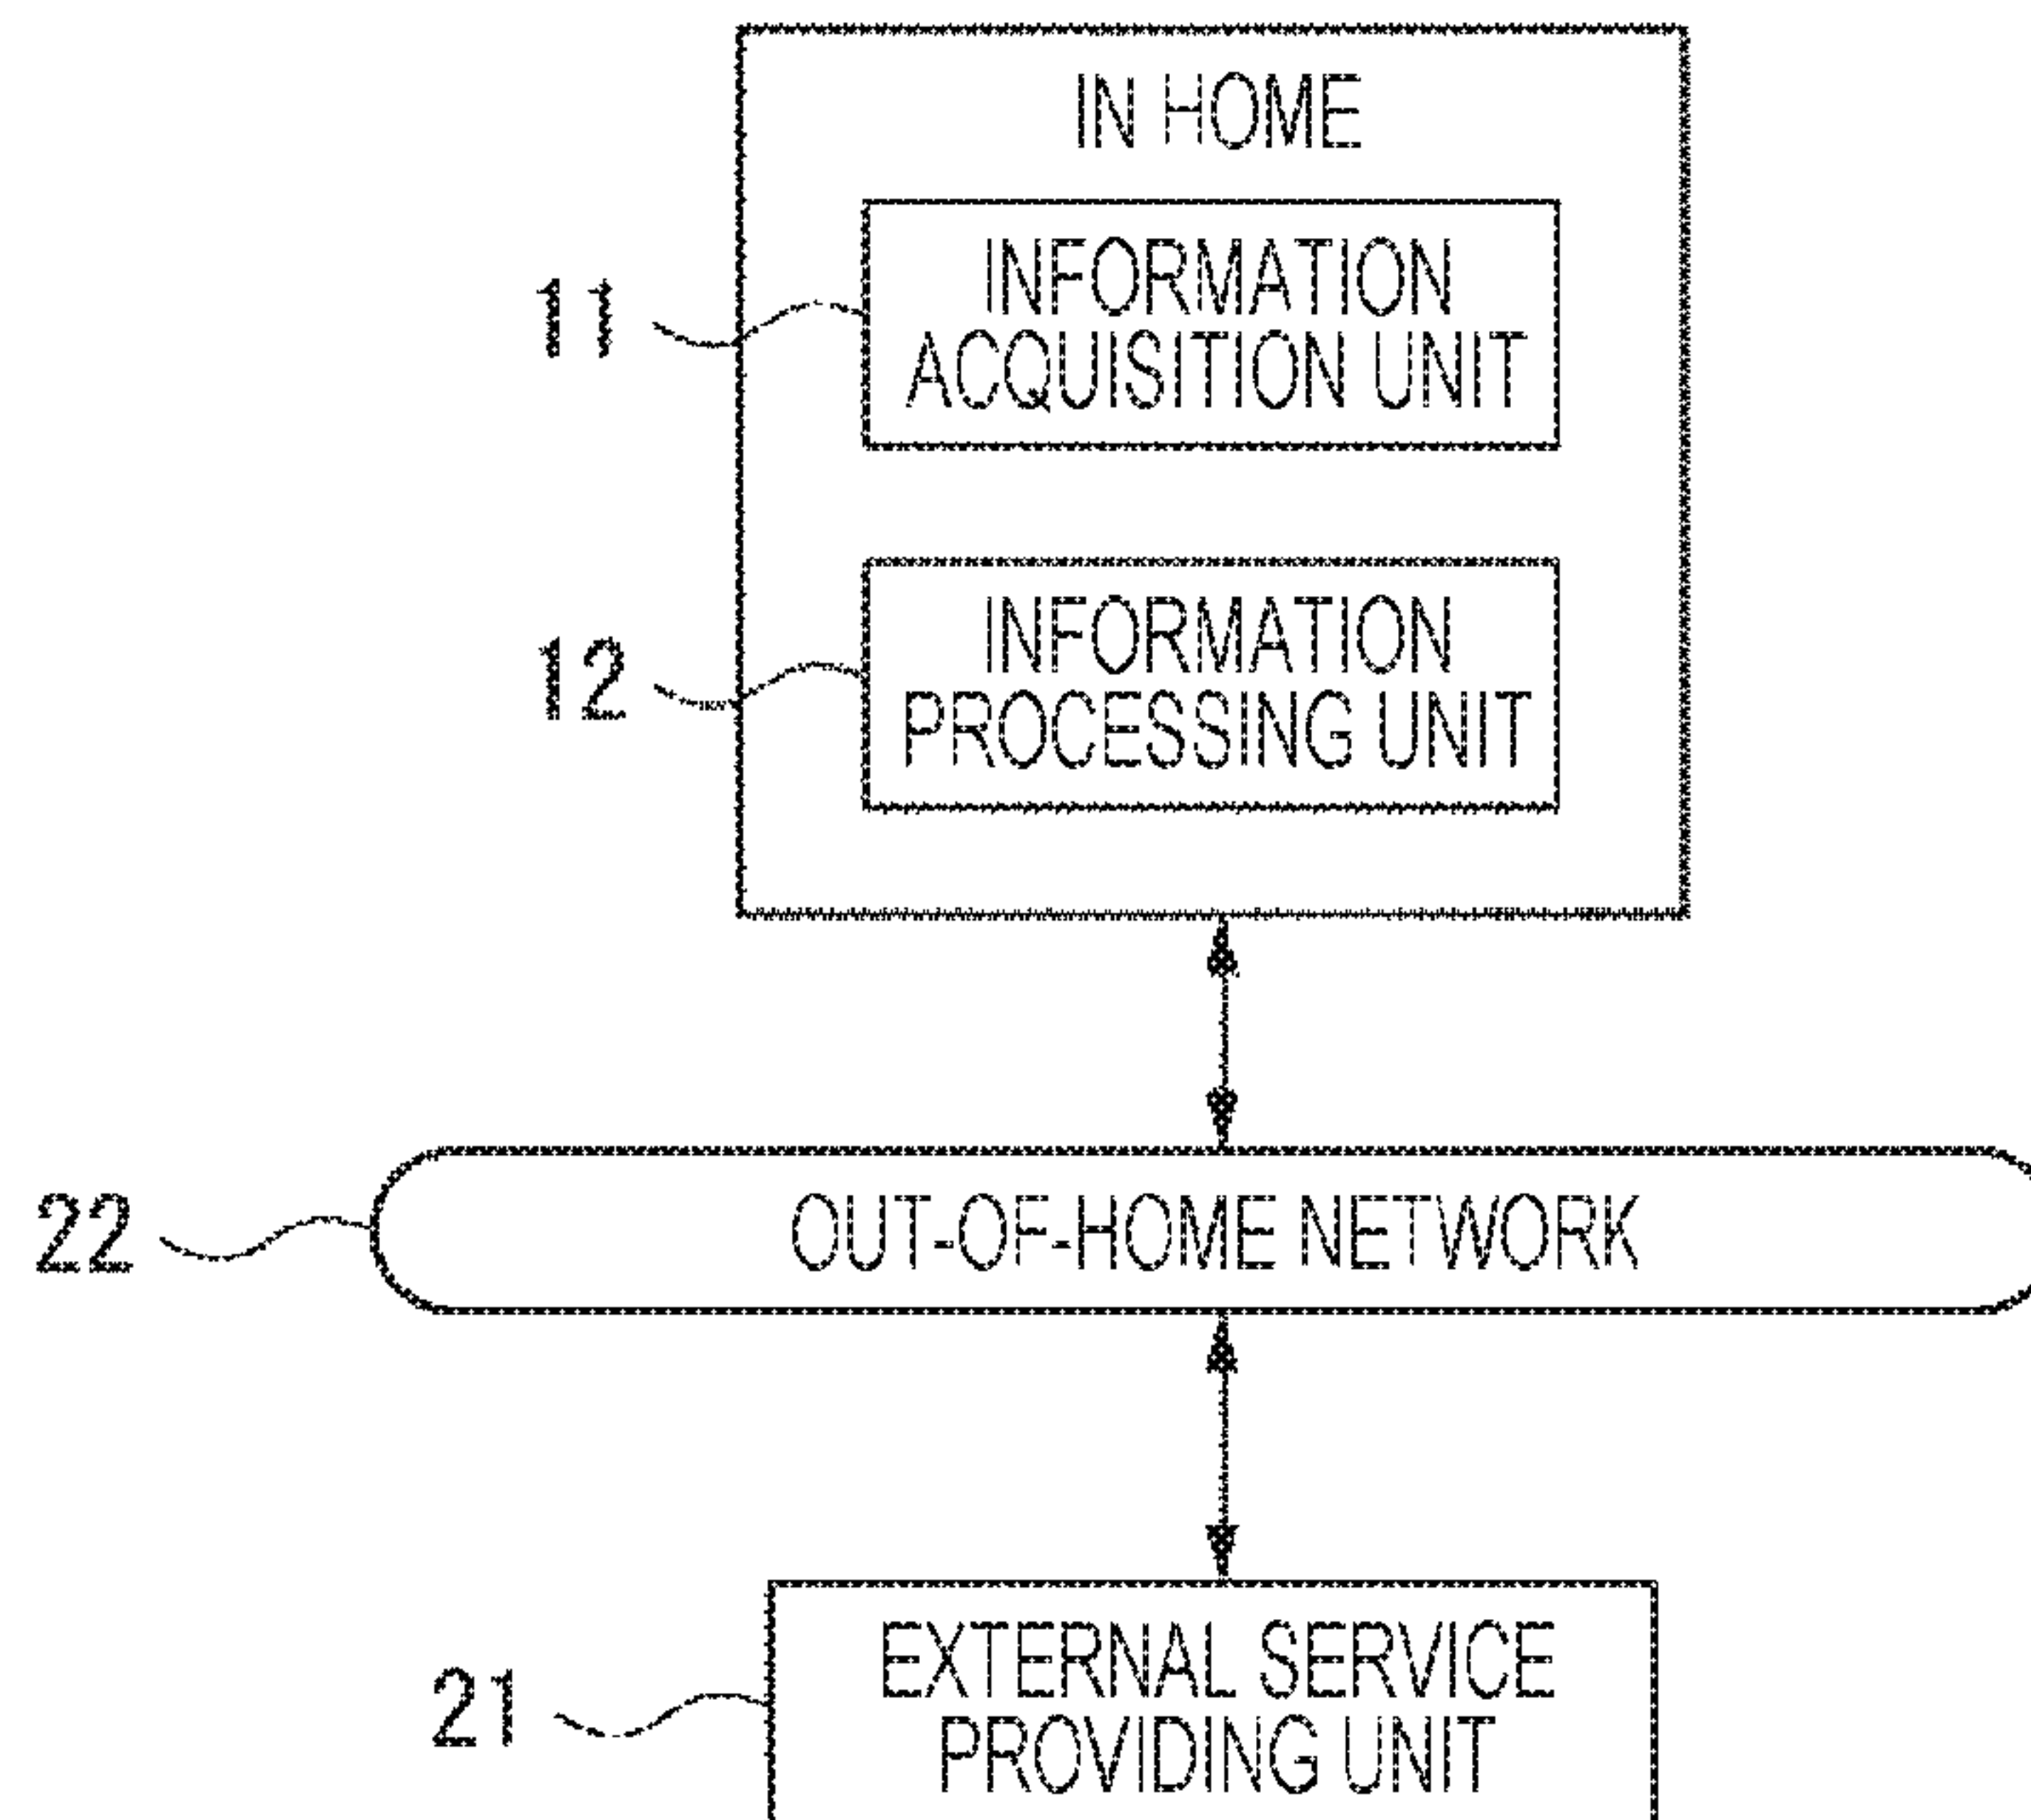 IN HOME
11
INFORMATION
ACQUISITION UNIT
12
INFORMATION
PROCESSING UNIT
22
OUT-OF-HOME NETWORK
21
EXTERNAL SERVICE
PROVIDING UNIT